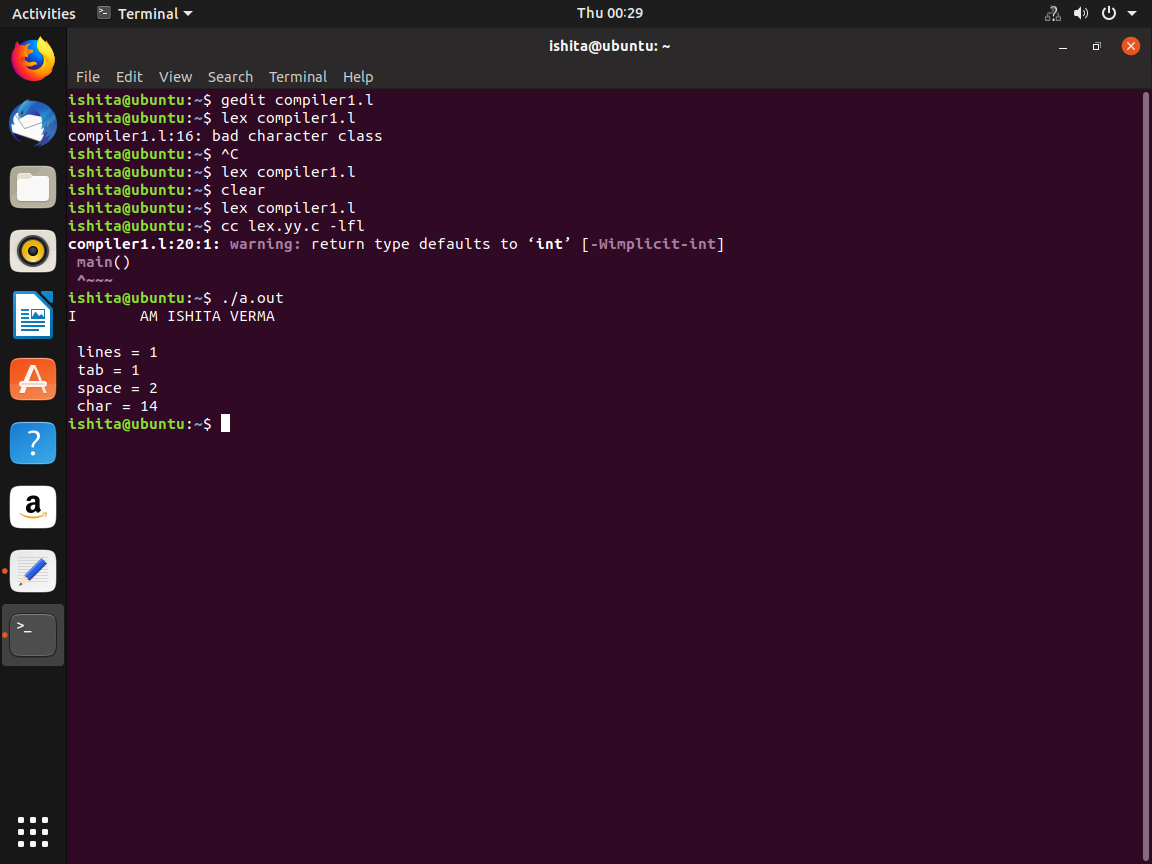 Activities Terminal Thu 00:29
ishita@ubuntu: ~
File Edit View Search Terminal Help
ishita@ubuntu:~$ gedit compiler1.l
ishita@ubuntu:~$ lex compiler1.l
compiler1.l:16: bad character class
ishita@ubuntu:~$ ^C
ishita@ubuntu:~$ lex compiler1.l
ishita@ubuntu:~$ clear
ishita@ubuntu:~$ lex compiler1.l
ishita@ubuntu:~$ cc lex.yy.c -lfl
compiler1.l:20:1: warning: return type defaults to ‘int’ [-Wimplicit-int]
 main()
 ^~~~
ishita@ubuntu:~$ ./a.out
I       AM ISHITA VERMA

 lines = 1
 tab = 1
 space = 2
 char = 14
ishita@ubuntu:~$